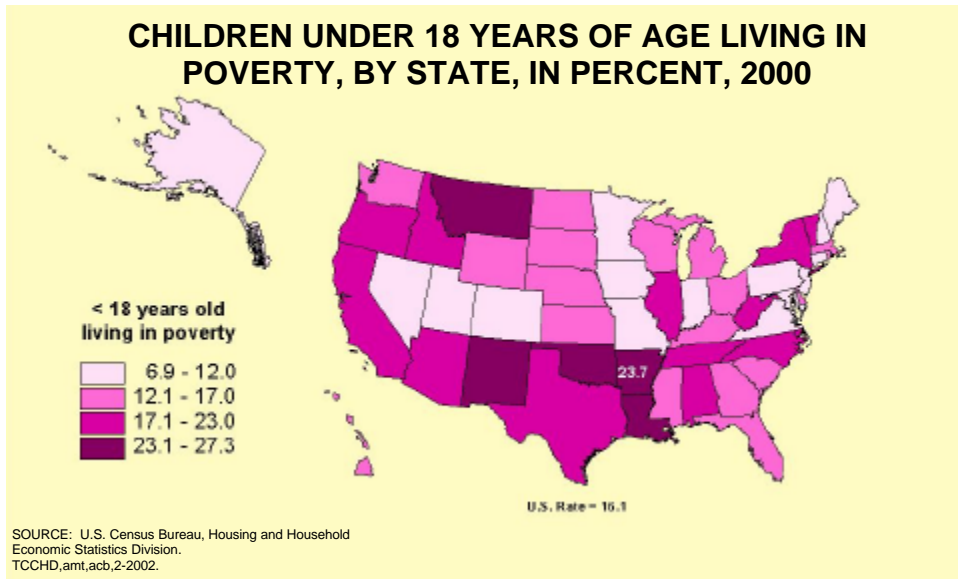 CHILDREN UNDER 18 YEARS OF AGE LIVING IN
POVERTY, BY STATE, IN PERCENT, 2000
< 18 years old
living in poverty
6.9 - 12.0
12.1 - 17.0
17.1 - 23.0
23.1 - 27.3
23.7
U.S. Rate = 16.1
SOURCE: U.S. Census Bureau, Housing and Household
Economic Statistics Division.
TCCHD,amt,acb,2-2002.